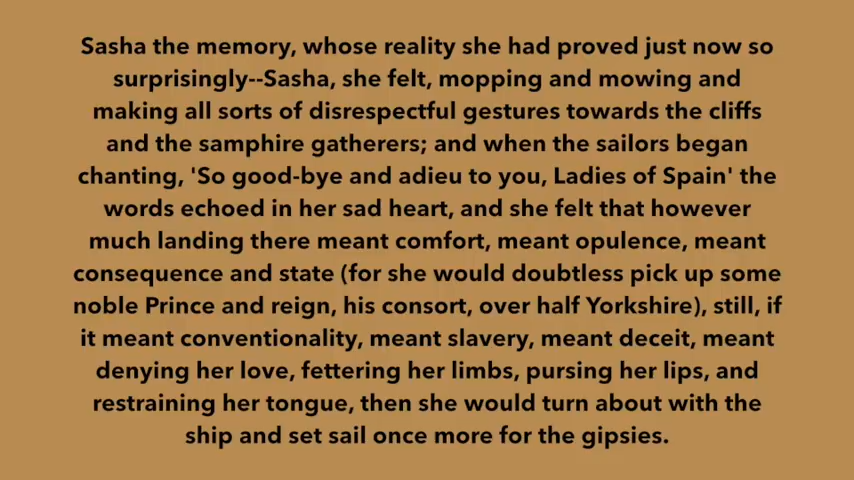 Sasha the memory, whose reality she had proved just now so
surprisingly--Sasha, she felt, mopping and mowing and
making all sorts of disrespectful gestures towards the cliffs
and the samphire gatherers; and when the sailors began
chanting, 'So good-bye and adieu to you, Ladies of Spain' the
words echoed in her sad heart, and she felt that however
much landing there meant comfort, meant opulence, meant
consequence and state (for she would doubtless pick up some
noble Prince and reign, his consort, over half Yorkshire), still, if
it meant conventionality, meant slavery, meant deceit, meant
denying her love, fettering her limbs, pursing her lips, and
restraining her tongue, then she would turn about with the
ship and set sail once more for the gipsies.